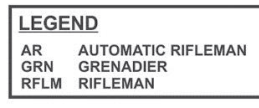 LEGEND
AR AUTOMATIC RIFLEMAN
GRN GRENADIER
RFLM RIFLEMAN